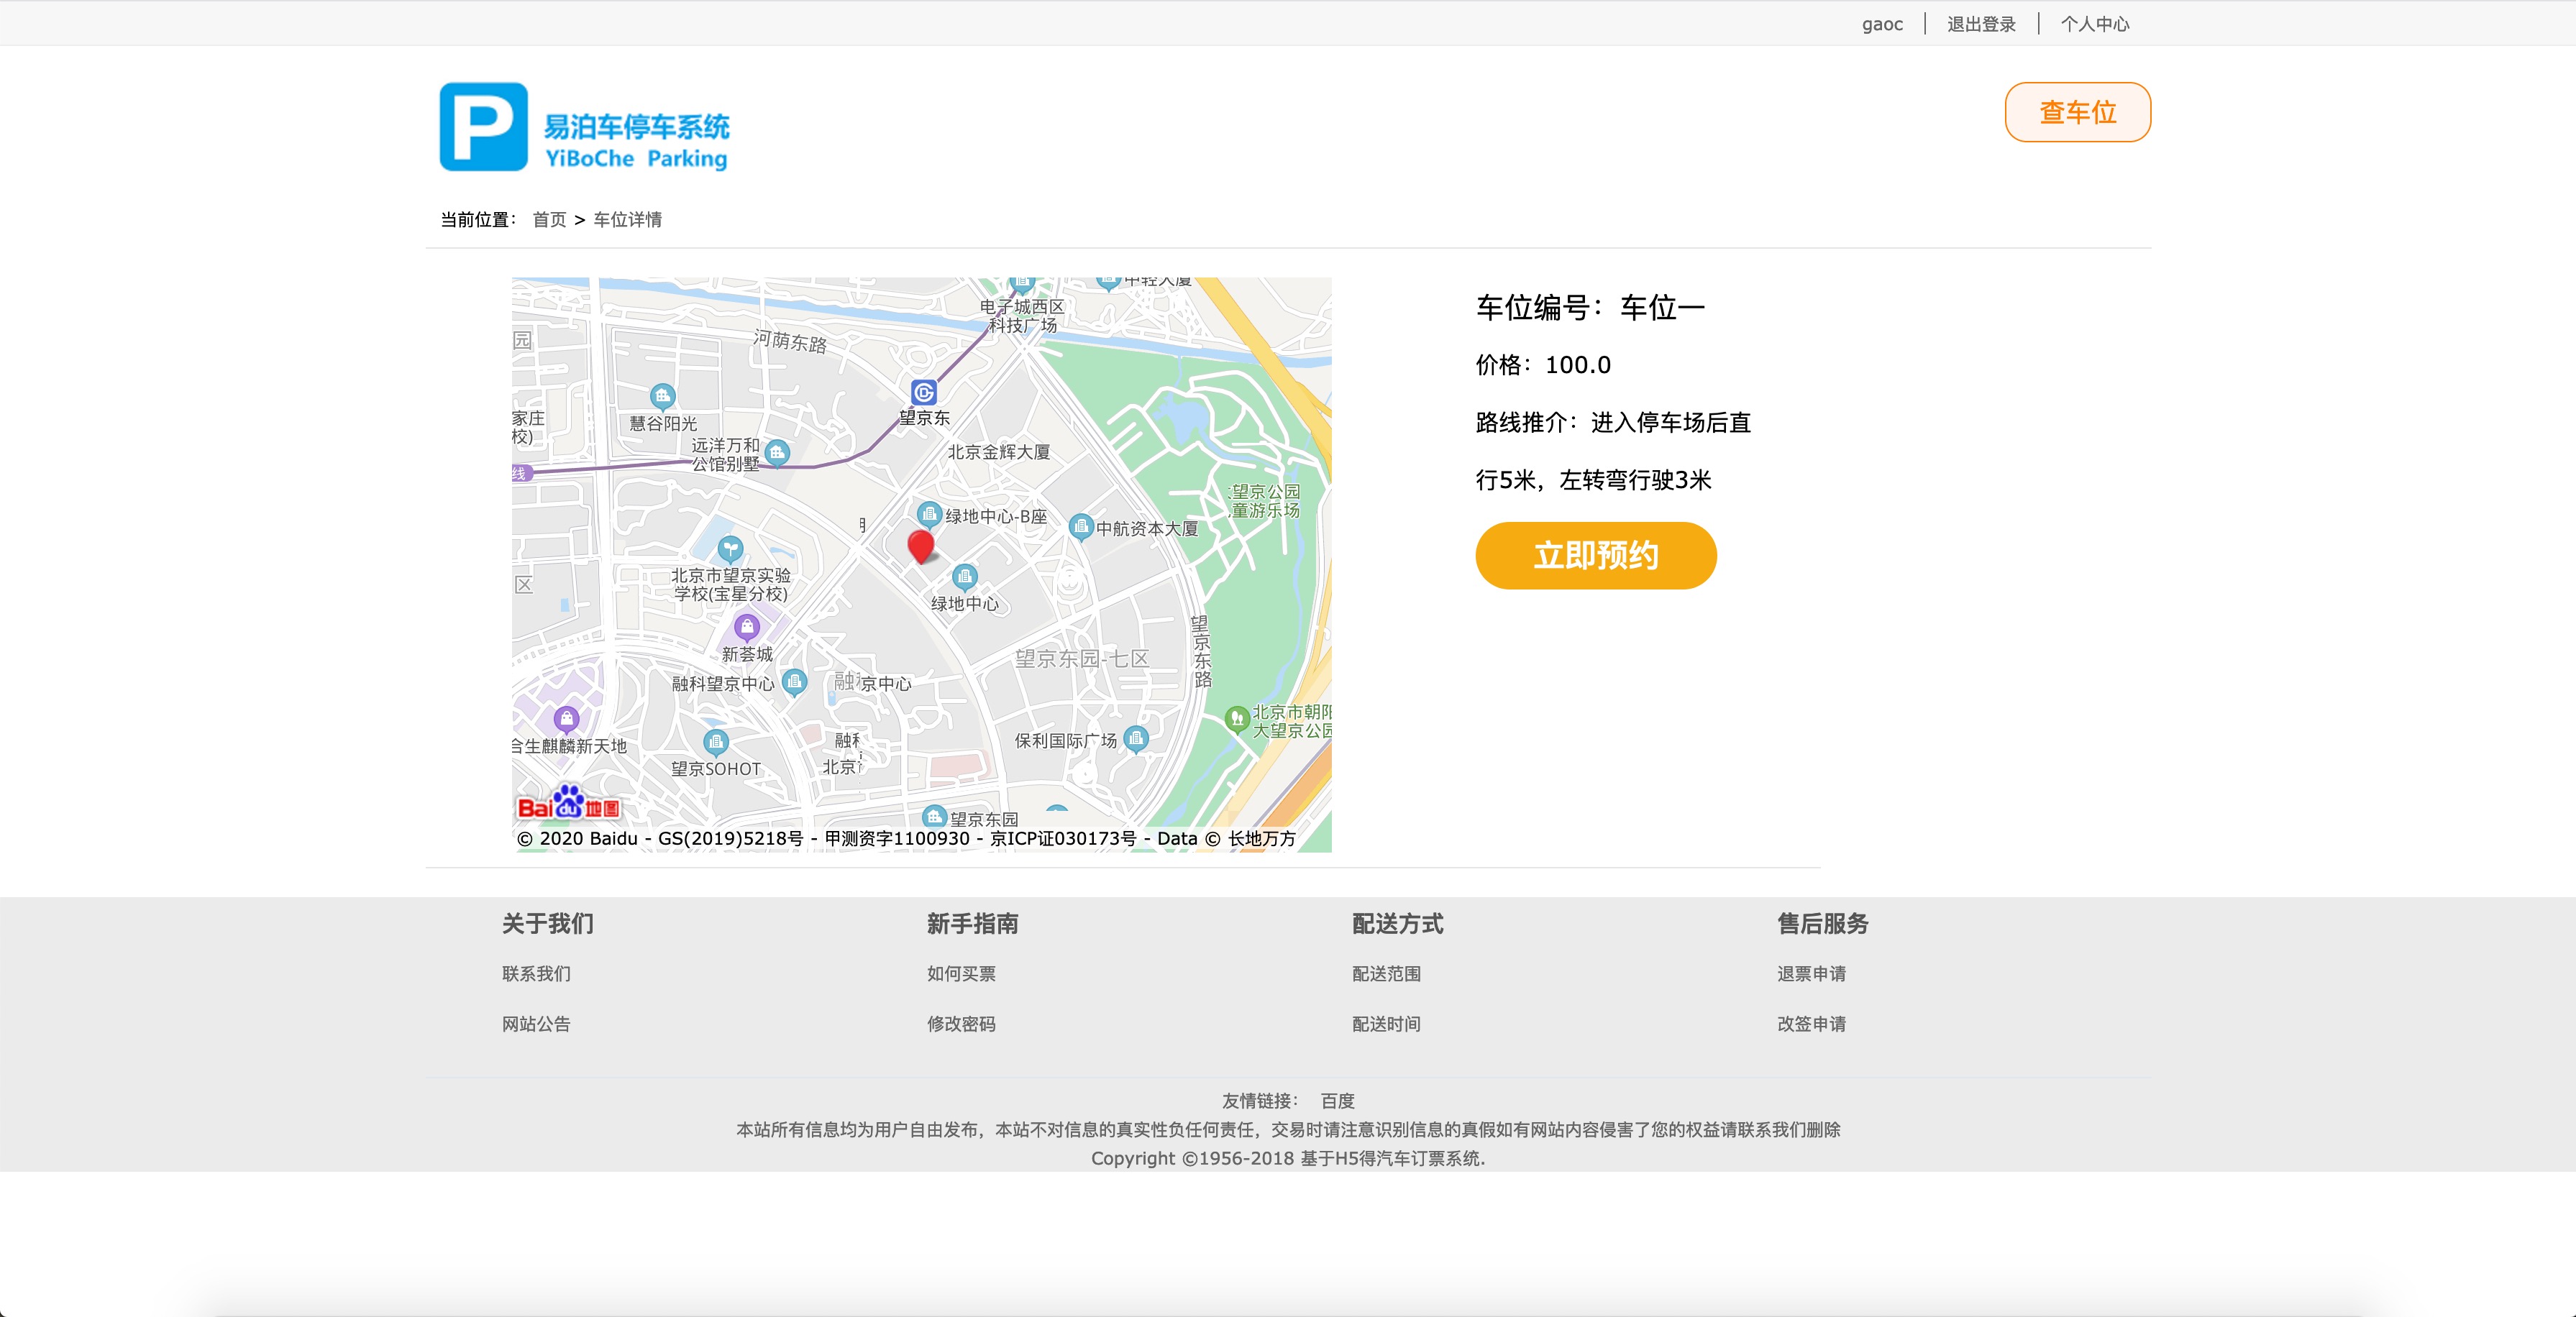 gaoc | 退出登录 | 个人中心
P
易泊车停车系统
YiBoChe Parking
查车位
当前位置： 首页 > 车位详情
中轻大厦
电子城西区
科技广场
河荫东路
园
望京东
慧谷阳光
家庄
校)
远洋万和
公馆别墅
线
北京金辉大厦
望京公园
童游乐场
绿地中心-B座
中航资本大厦
北京市望京实验
学校(宝星分校)
区
绿地中心
望京东路
新荟城
望京东园-七区
融科望京中心
融
京中心
北京市朝阳
大望京公园
合生麒麟新天地
保利国际广场
望京SOHOT
北京
望京东园
Bai du 地图
© 2020 Baidu - GS(2019)5218号 - 甲测资字1100930 - 京ICP证030173号 - Data © 长地万方
车位编号：车位一
价格：100.0
路线推介：进入停车场后直
行5米，左转弯行驶3米
立即预约
关于我们 新手指南 配送方式 售后服务
联系我们 如何买票 配送范围 退票申请
网站公告 修改密码 配送时间 改签申请
友情链接： 百度
本站所有信息均为用户自由发布，本站不对信息的真实性负任何责任，交易时请注意识别信息的真假如有网站内容侵害了您的权益请联系我们删除
Copyright ©1956-2018 基于H5得汽车订票系统.